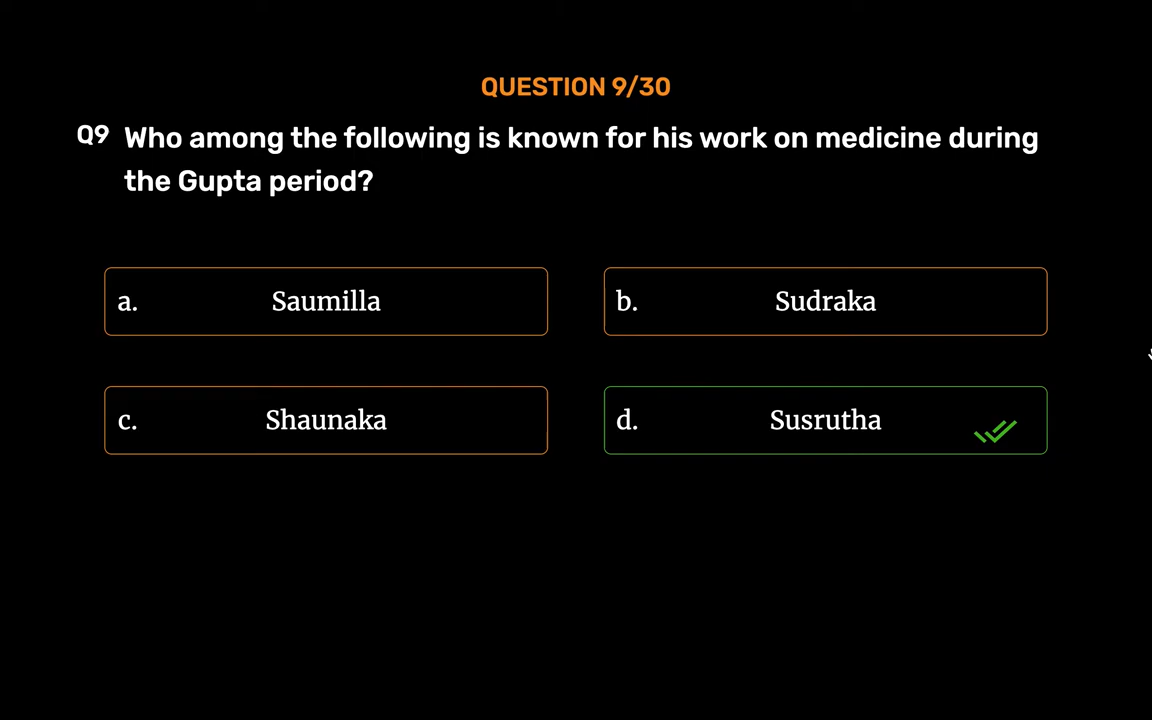 QUESTION 9/30
Q9 Who among the following is known for his work on medicine during
the Gupta period?
a. Saumilla
b. Sudraka
c. Shaunaka
d. Susrutha